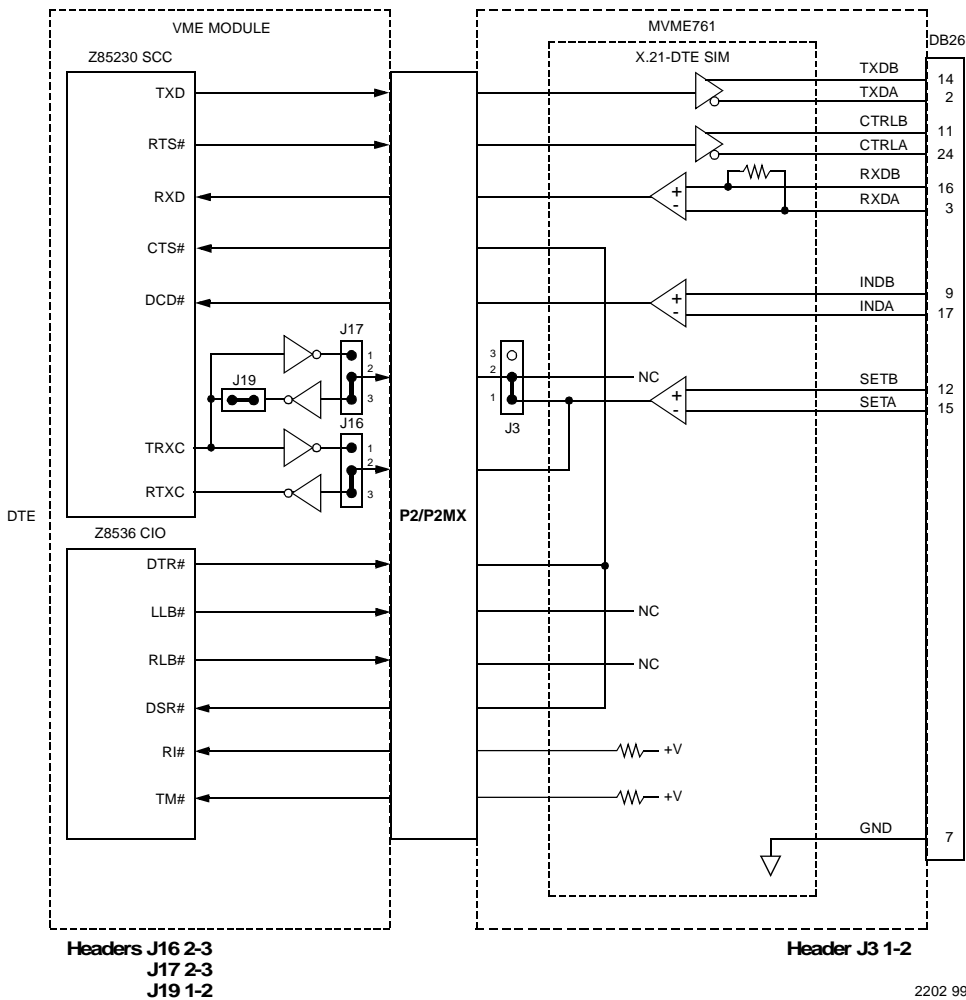 VME MODULE
MVME761
DB26
Z85230 SCC
X.21-DTE SIM
TXD
TXDB
14
TXDA
2
RTS#
CTRLB
11
CTRLA
24
RXD
RXDB
16
RXDA
3
CTS#
DCD#
INDB
9
INDA
17
J17
1
2
3
J19
3
2
1
J3
NC
SETB
12
SETA
15
J16
1
2
3
TRXC
RTXC
DTE
P2/P2MX
Z8536 CIO
DTR#
LLB#
NC
RLB#
NC
DSR#
RI#
+V
TM#
+V
GND
7
Headers J16 2-3
J17 2-3
J19 1-2
Header J3 1-2
2202 99